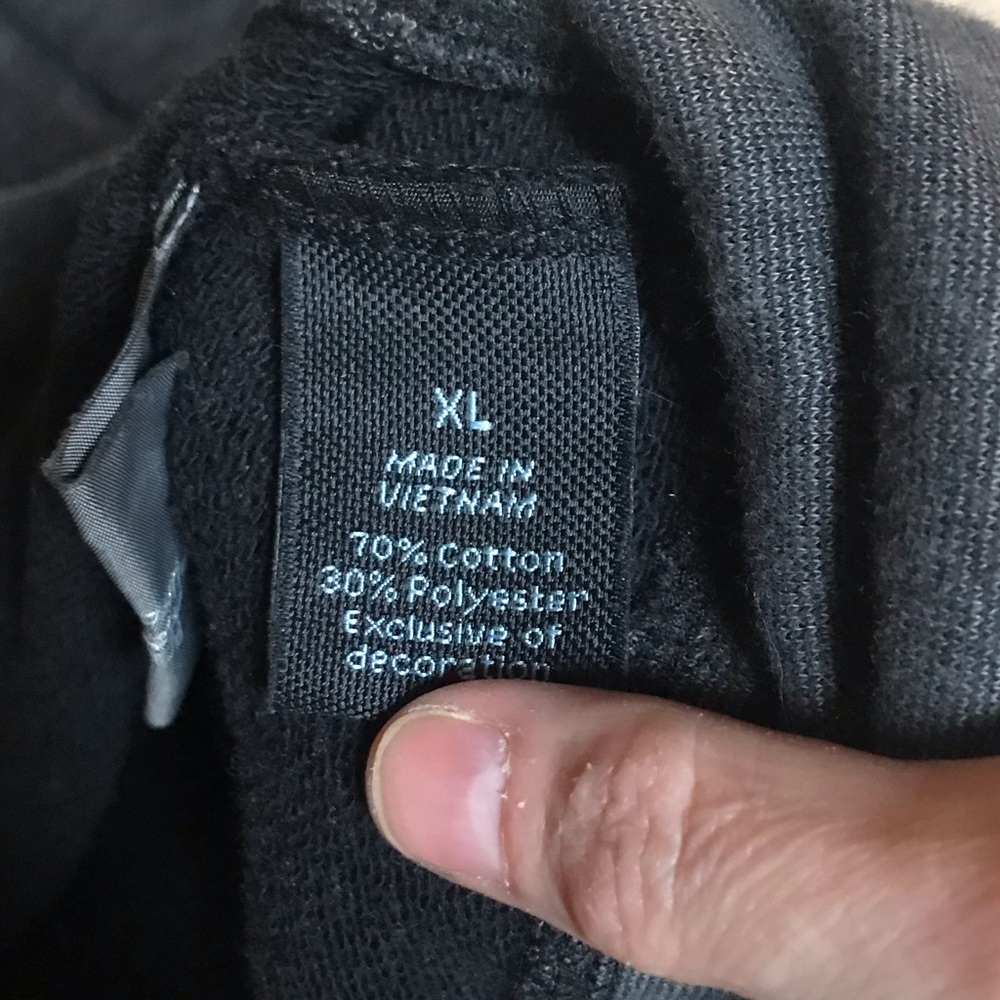 XL
MADE IN
VIETNAM
70% Cotton
30% Polyester
Exclusive of
decoration